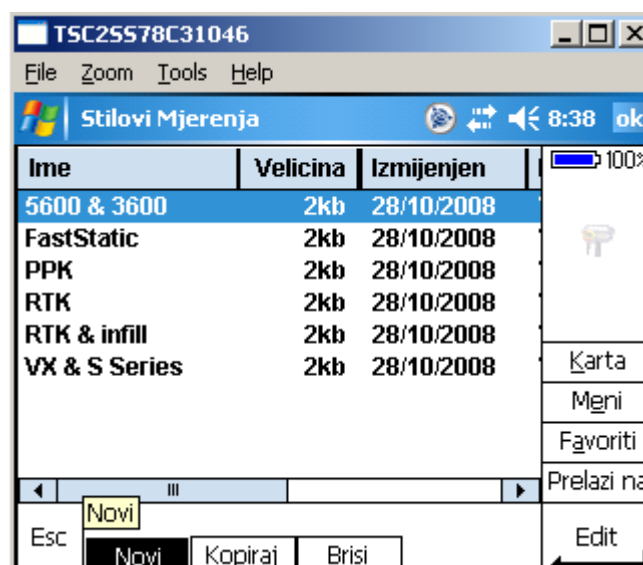 TSC2SS78C31046
File Zoom Tools Help
Stilovi Mjerenja 8:38 ok
Ime Velicina Izmijenjen
100%
5600 & 3600 2kb 28/10/2008
FastStatic 2kb 28/10/2008
PPK 2kb 28/10/2008
RTK 2kb 28/10/2008
RTK & infill 2kb 28/10/2008
VX & S Series 2kb 28/10/2008
Karta
Meni
Favoriti
Prelazi na
Novi
Esc Novi Kopiraj Brisi Edit